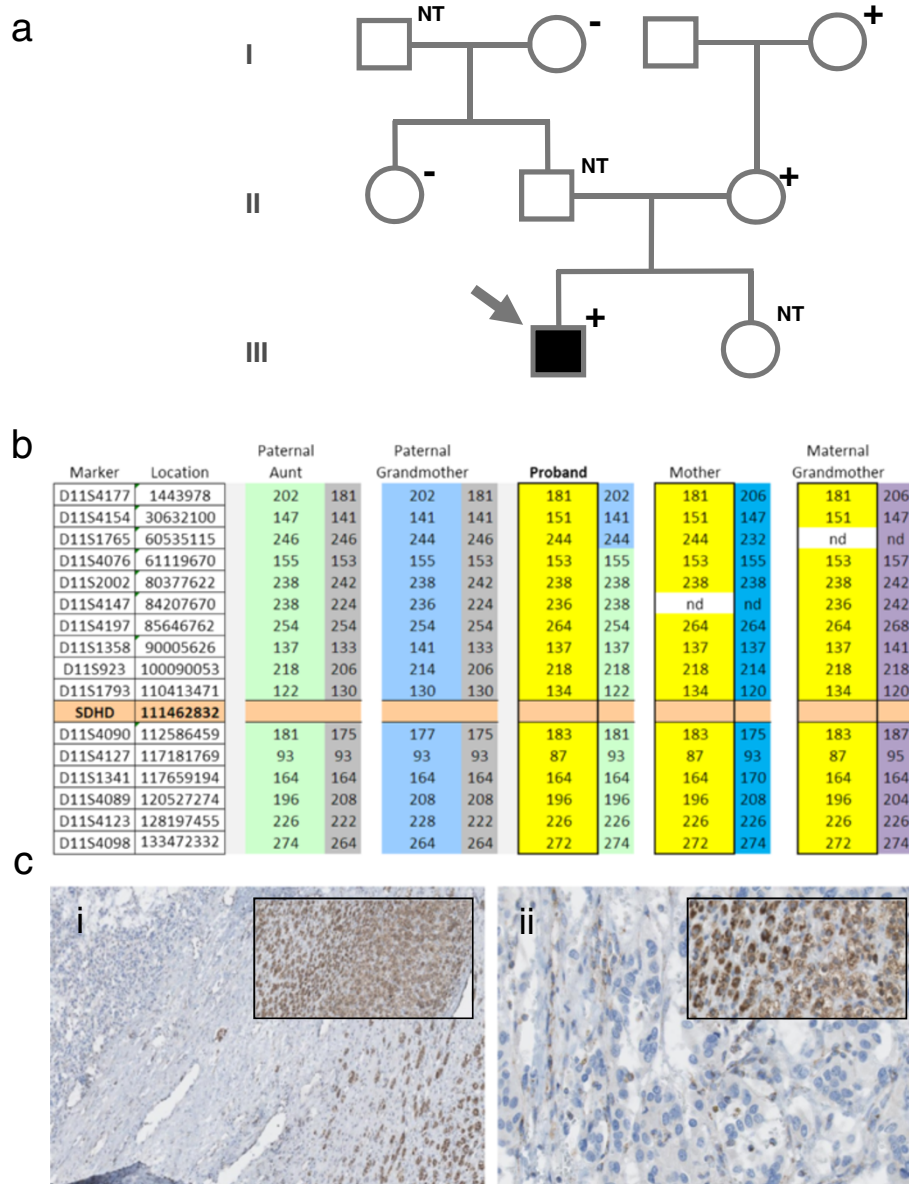 a
NT - +
I
- NT +
II
+ NT
III
b
Paternal Paternal Maternal
Aunt Grandmother Proband Mother Grandmother
Marker Location
D11S4177 1443978 202 181 202 181 181 202 181 206 181 206
D11S4154 30632100 147 141 141 141 151 141 151 147 151 147
D11S1765 60535115 246 246 244 246 244 244 244 232 nd nd
D11S4076 61119670 155 153 155 153 153 155 153 155 153 157
D11S2002 80377622 238 242 238 242 238 238 238 238 238 242
D11S4147 84207670 238 224 236 224 236 238 nd nd 236 242
D11S4197 85646762 254 254 254 254 264 254 264 264 264 268
D11S1358 90005626 137 133 141 133 137 137 137 137 137 141
D11S923 100090053 218 206 214 206 218 218 218 214 218 218
D11S1793 110413471 122 130 130 130 134 122 134 120 134 120
SDHD 111462832
D11S4090 112586459 181 175 177 175 183 181 183 175 183 187
D11S4127 117181769 93 93 93 93 87 93 87 93 87 95
D11S1341 117659194 164 164 164 164 164 164 164 170 164 164
D11S4089 120527274 196 208 208 208 196 196 196 208 196 204
D11S4123 128197455 226 222 228 222 226 226 226 226 226 226
D11S4098 133472332 274 264 264 264 272 274 272 274 272 274
c
i ii